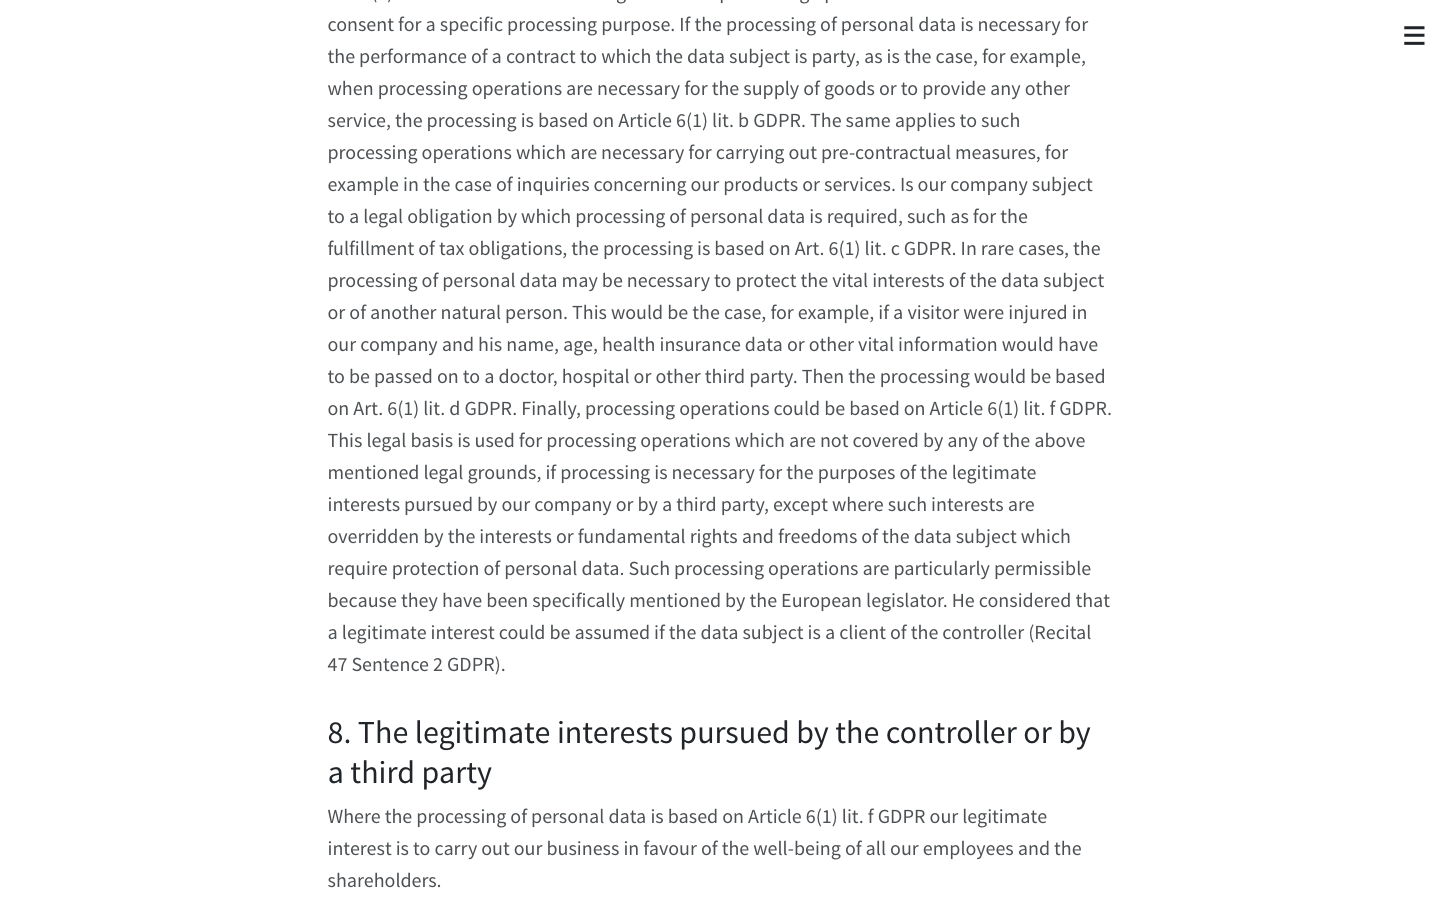 consent for a specific processing purpose. If the processing of personal data is necessary for
the performance of a contract to which the data subject is party, as is the case, for example,
when processing operations are necessary for the supply of goods or to provide any other
service, the processing is based on Article 6(1) lit. b GDPR. The same applies to such
processing operations which are necessary for carrying out pre-contractual measures, for
example in the case of inquiries concerning our products or services. Is our company subject
to a legal obligation by which processing of personal data is required, such as for the
fulfillment of tax obligations, the processing is based on Art. 6(1) lit. c GDPR. In rare cases, the
processing of personal data may be necessary to protect the vital interests of the data subject
or of another natural person. This would be the case, for example, if a visitor were injured in
our company and his name, age, health insurance data or other vital information would have
to be passed on to a doctor, hospital or other third party. Then the processing would be based
on Art. 6(1) lit. d GDPR. Finally, processing operations could be based on Article 6(1) lit. f GDPR.
This legal basis is used for processing operations which are not covered by any of the above
mentioned legal grounds, if processing is necessary for the purposes of the legitimate
interests pursued by our company or by a third party, except where such interests are
overridden by the interests or fundamental rights and freedoms of the data subject which
require protection of personal data. Such processing operations are particularly permissible
because they have been specifically mentioned by the European legislator. He considered that
a legitimate interest could be assumed if the data subject is a client of the controller (Recital
47 Sentence 2 GDPR).
8. The legitimate interests pursued by the controller or by
a third party
Where the processing of personal data is based on Article 6(1) lit. f GDPR our legitimate
interest is to carry out our business in favour of the well-being of all our employees and the
shareholders.